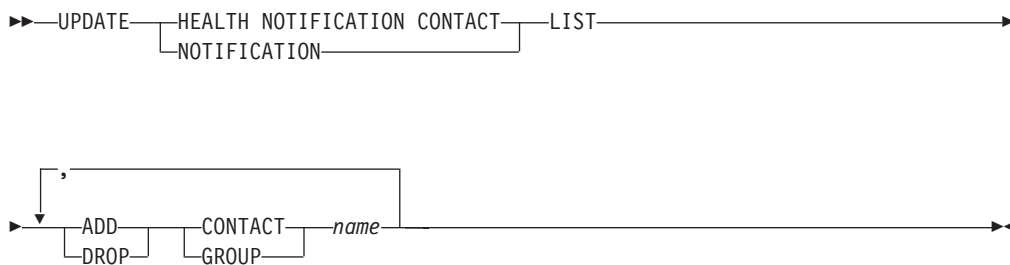 UPDATE HEALTH NOTIFICATION CONTACT LIST
NOTIFICATION
,
ADD CONTACT name
DROP GROUP